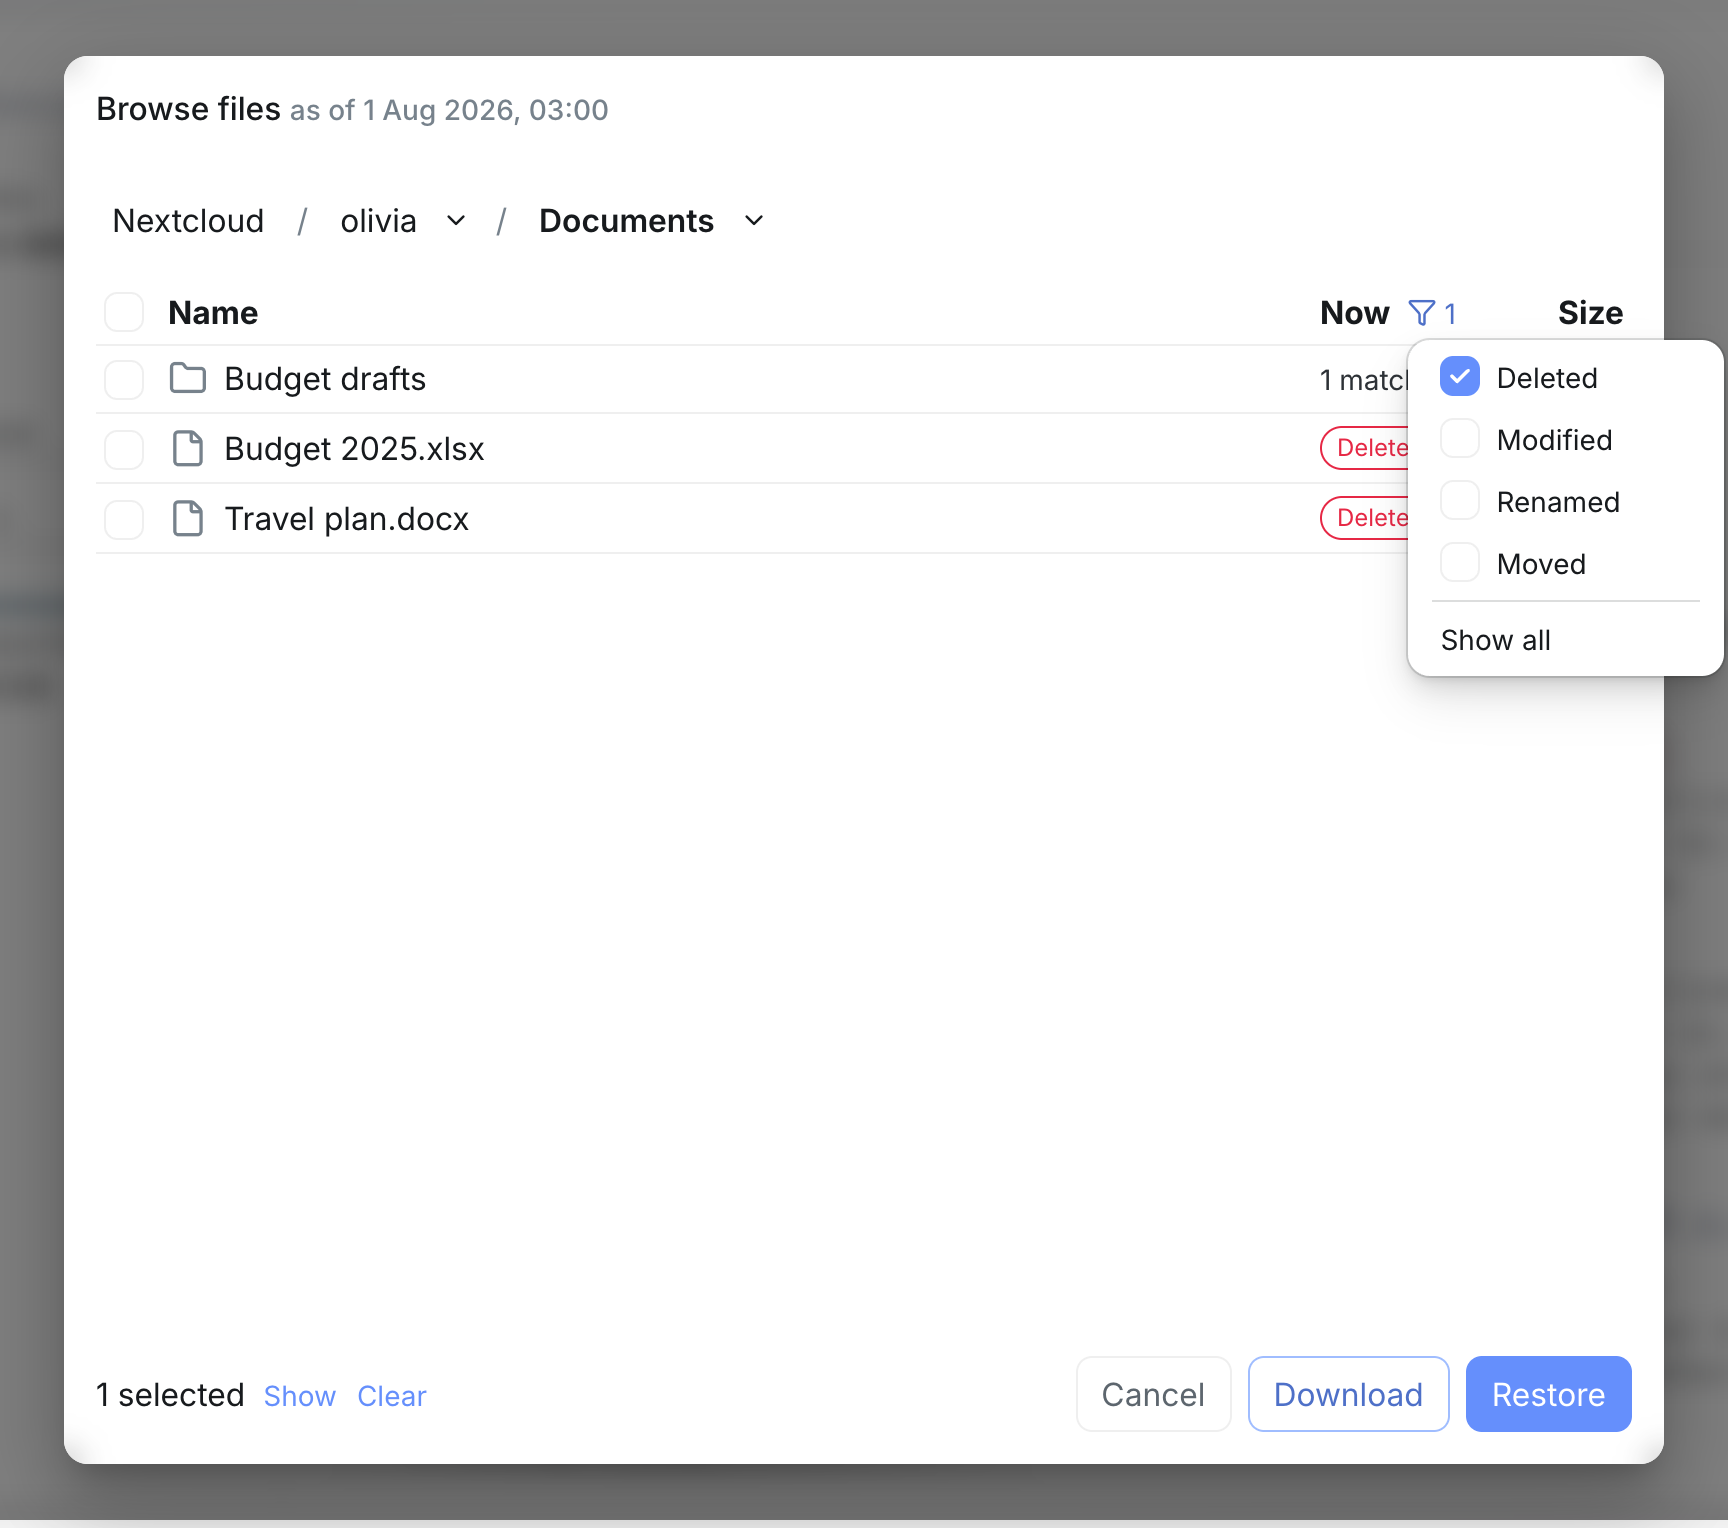 Browse files as of 1 Aug 2026, 03:00
Nextcloud / olivia / Documents
Name Now 1 Size
Budget drafts 1 matc
Budget 2025.xlsx Delete
Travel plan.docx Delete
Deleted
Modified
Renamed
Moved
Show all
1 selected Show Clear Cancel Download Restore